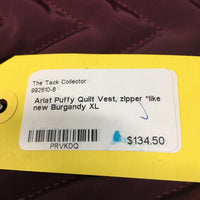 The Tack Collector
992610-8
Ariat Puffy Quilt Vest, zipper *like
new Burgandy XL
PRVKDQ
$134.50